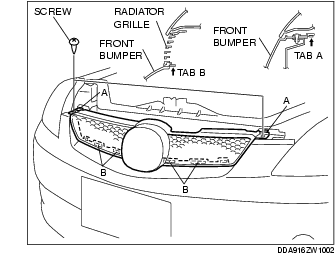 SCREW
RADIATOR
GRILLE
FRONT
BUMPER
TAB B
FRONT
BUMPER
TAB A
A
A
B
B
DDA916ZW1002